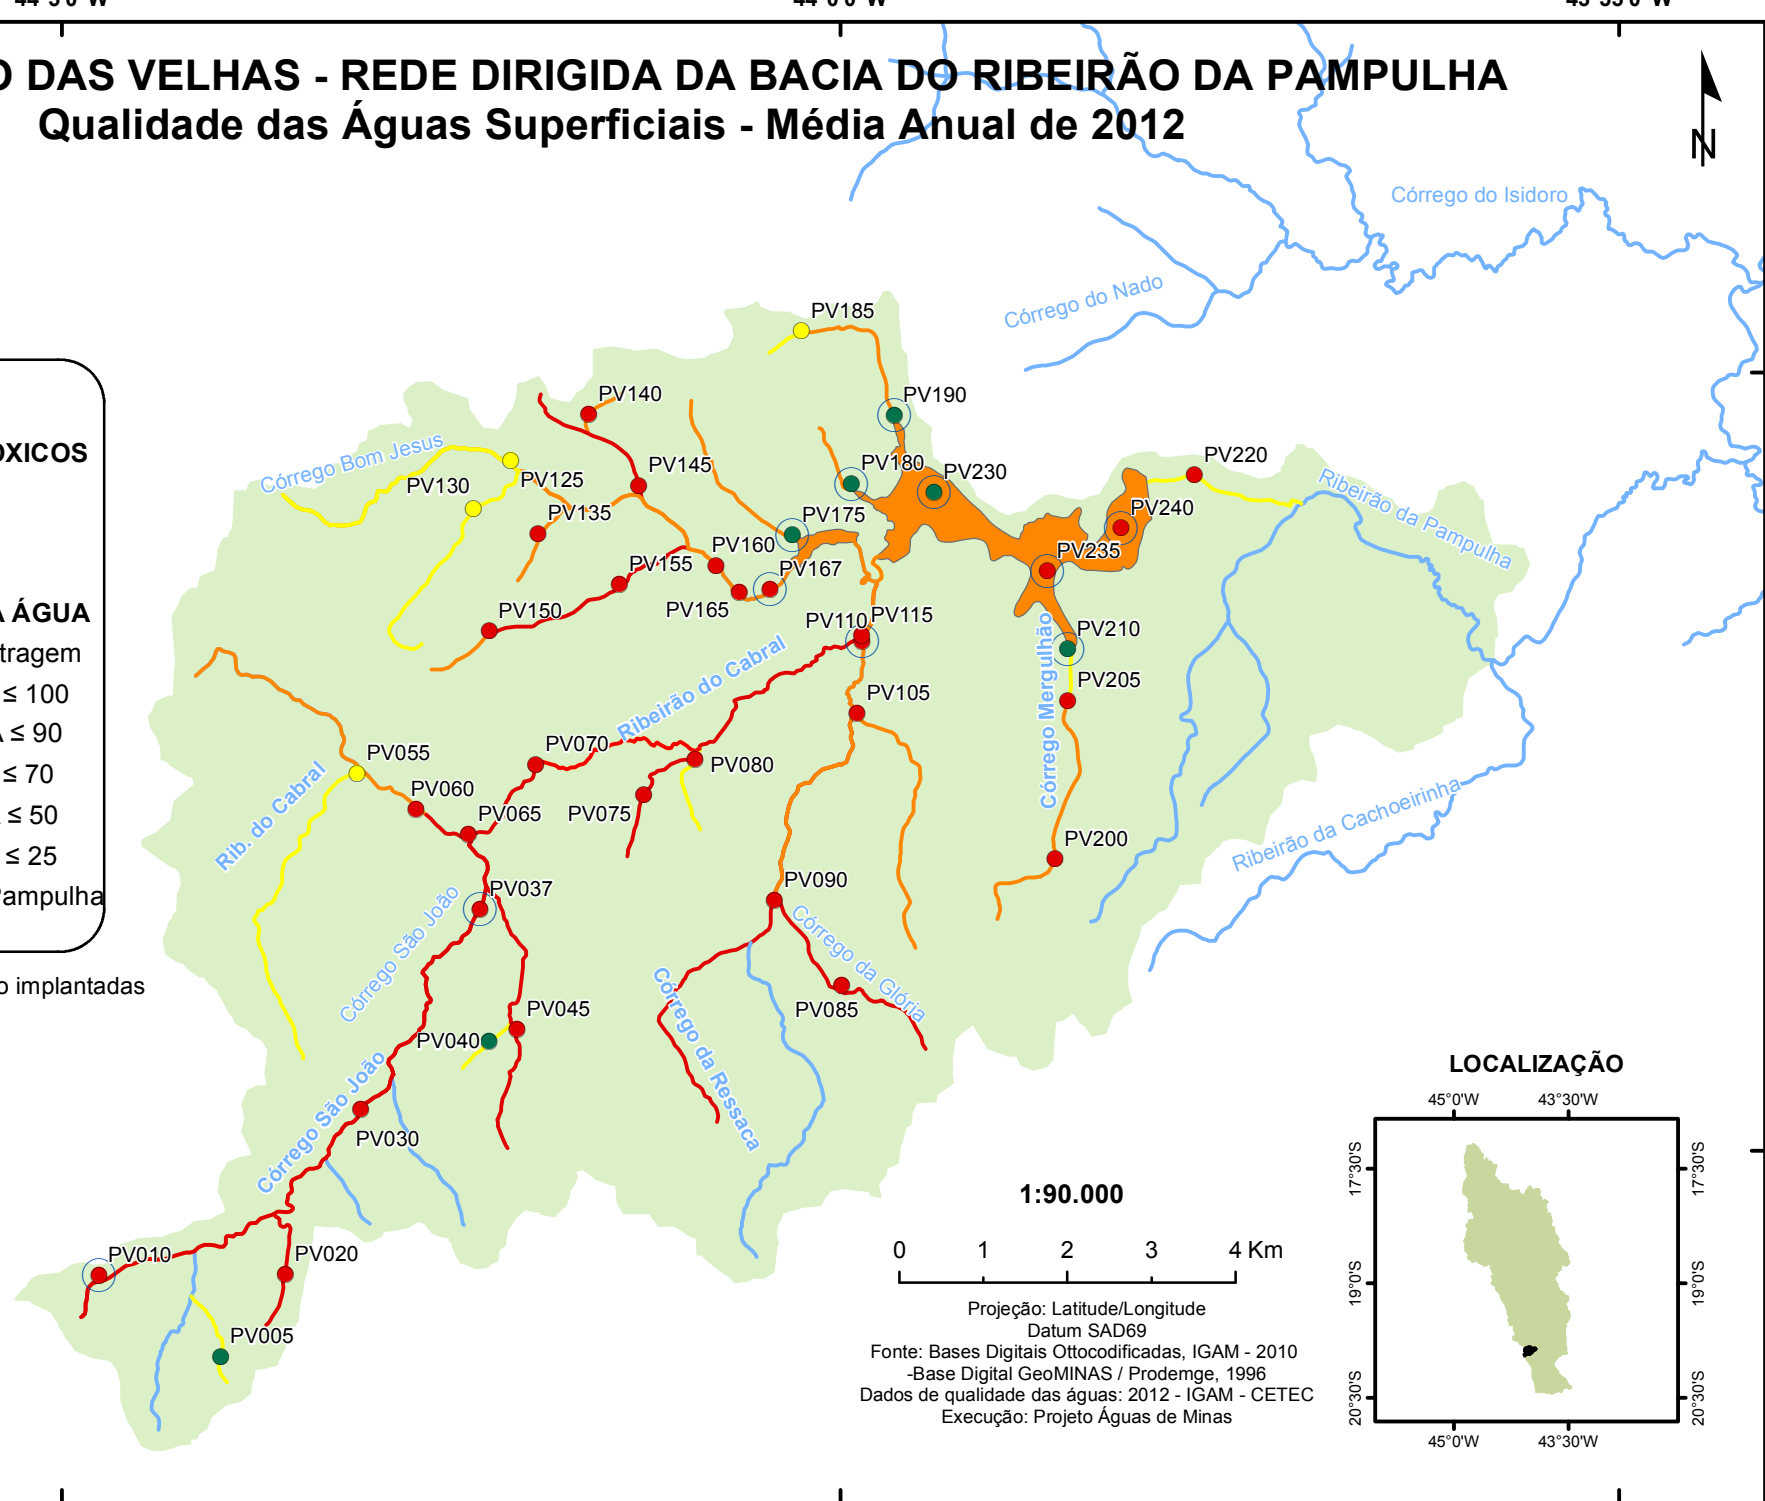 O DAS VELHAS - REDE DIRIGIDA DA BACIA DO RIBEIRÃO DA PAMPULHA
Qualidade das Águas Superficiais - Média Anual de 2012
N
Córrego do Isidoro
Córrego do Nado
PV185
PV140
PV190
OXICOS
Córrego Bom Jesus
PV145
PV180
PV230
PV220
PV130
PV125
Ribeirão da Pampulha
PV135
PV175
PV240
PV160
PV235
PV155
PV167
A ÁGUA
PV150
PV165
PV110
PV115
PV210
tragem
≤ 100
Ribeirão do Cabral
Córrego Mergulhão
PV205
PV105
A ≤ 90
PV055
PV070
PV080
≤ 70
PV060
PV065
PV075
Rib. do Cabral
≤ 50
Ribeirão da Cachoeirinha
PV200
≤ 25
PV037
PV090
Pampulha
Córrego São João
Córrego da Glória
o implantadas
PV045
PV085
PV040
Córrego da Ressaca
Córrego São João
PV030
LOCALIZAÇÃO
45°0'W 43°30'W
17°30'S 17°30'S
19°0'S 19°0'S
20°30'S 20°30'S
45°0'W 43°30'W
PV010
PV020
PV005
1:90.000
0 1 2 3 4 Km
Projeção: Latitude/Longitude
Datum SAD69
Fonte: Bases Digitais Ottocodificadas, IGAM - 2010
-Base Digital GeoMINAS / Prodemge, 1996
Dados de qualidade das águas: 2012 - IGAM - CETEC
Execução: Projeto Águas de Minas